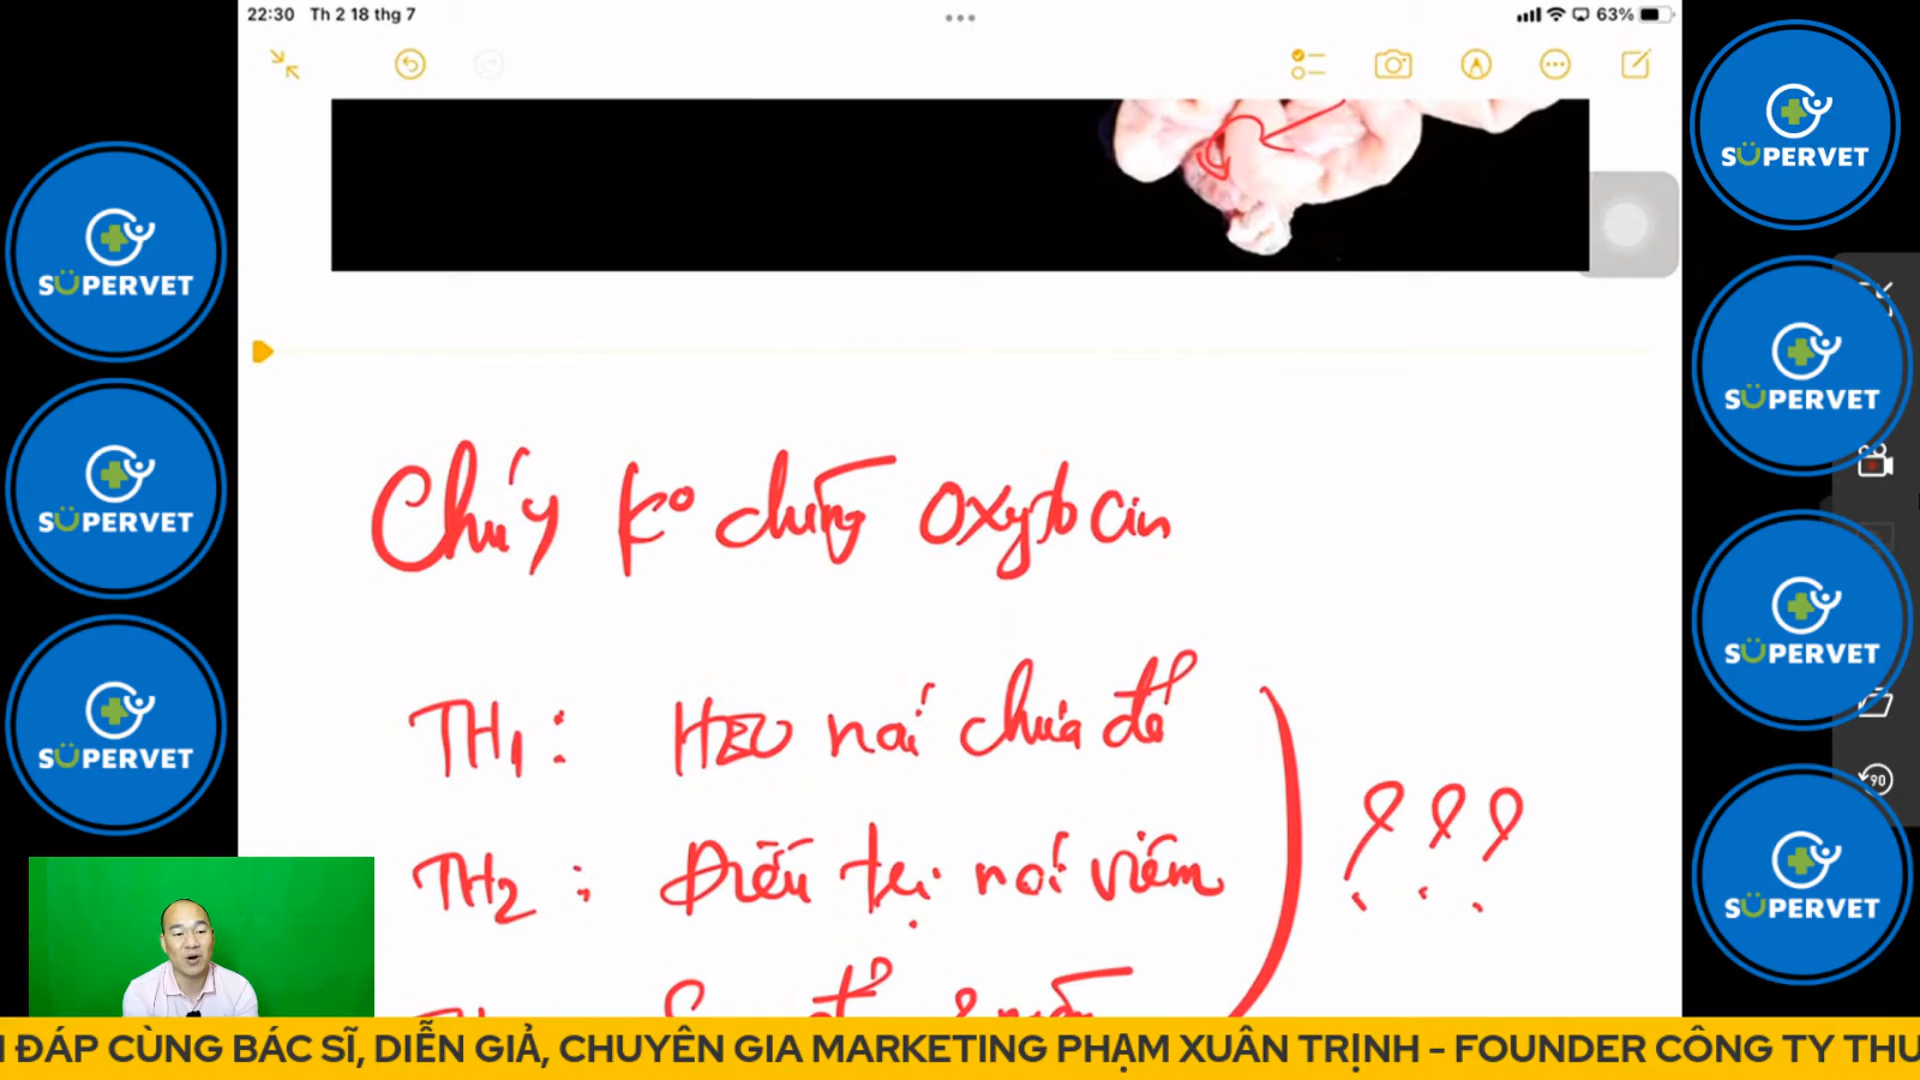 22:30 Th 2 18 thg 7
63%
SÜPERVET
SÜPERVET
SÜPERVET
SÜPERVET
SÜPERVET
SÜPERVET
SÜPERVET
Chú ý ko dùng oxytocin
TH1: Heo nái chưa đẻ
TH2: Điều trị nái viêm
???
90
I ĐÁP CÙNG BÁC SĨ, DIỄN GIẢ, CHUYÊN GIA MARKETING PHẠM XUÂN TRỊNH - FOUNDER CÔNG TY THU